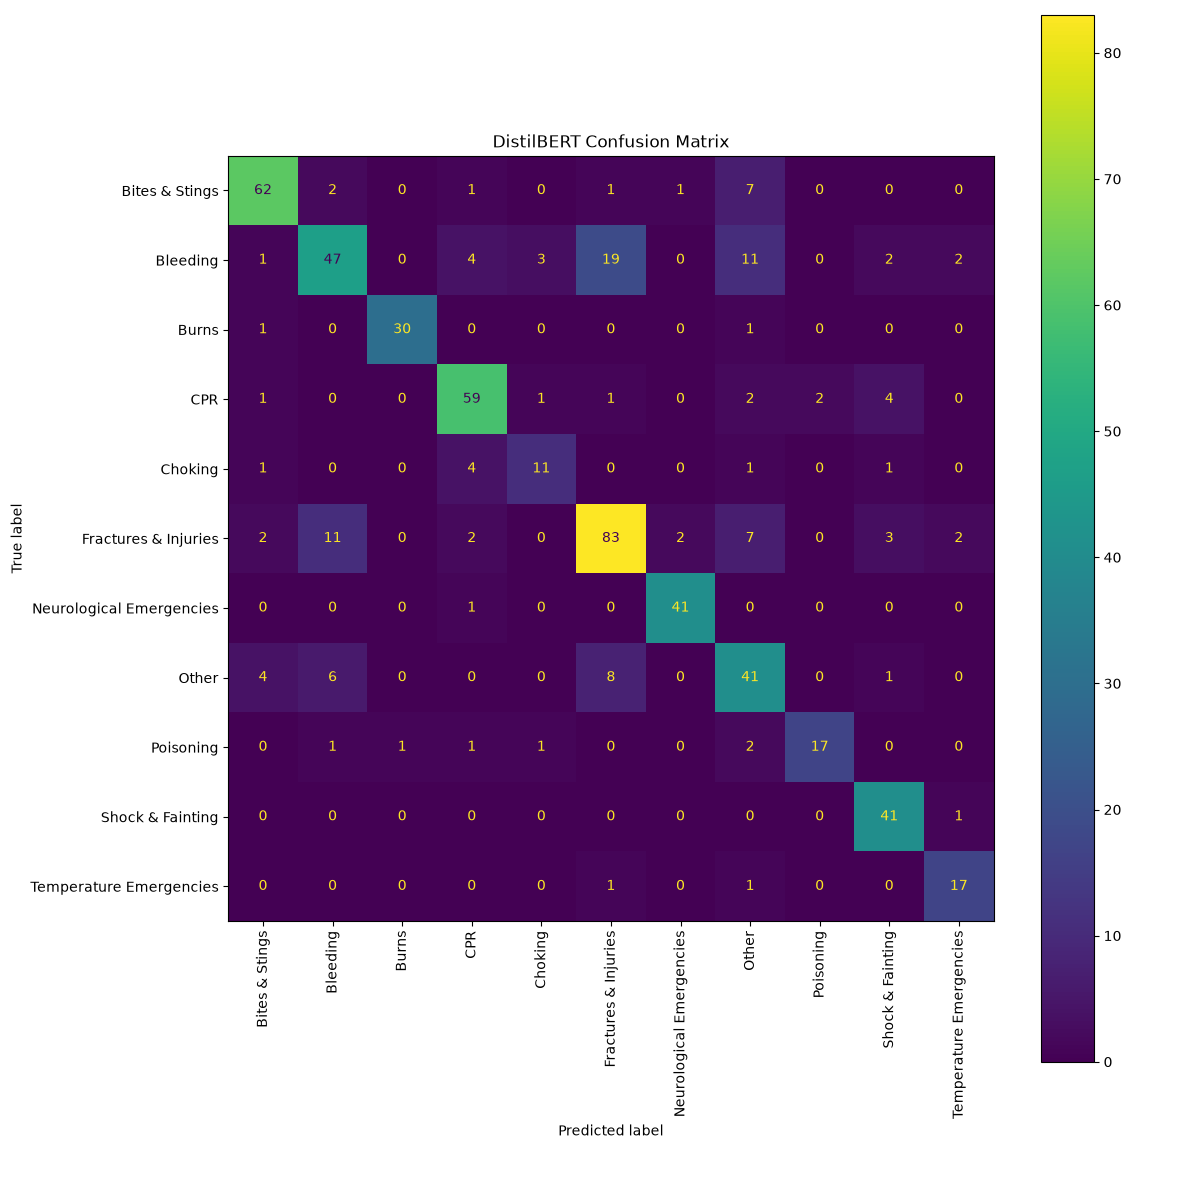 DistilBERT Confusion Matrix
Bites & Stings 62 2 0 1 0 1 1 7 0 0 0
Bleeding 1 47 0 4 3 19 0 11 0 2 2
Burns 1 0 30 0 0 0 0 1 0 0 0
CPR 1 0 0 59 1 1 0 2 2 4 0
Choking 1 0 0 4 11 0 0 1 0 1 0
Fractures & Injuries 2 11 0 2 0 83 2 7 0 3 2
Neurological Emergencies 0 0 0 1 0 0 41 0 0 0 0
Other 4 6 0 0 0 8 0 41 0 1 0
Poisoning 0 1 1 1 1 0 0 2 17 0 0
Shock & Fainting 0 0 0 0 0 0 0 0 0 41 1
Temperature Emergencies 0 0 0 0 0 1 0 1 0 0 17
True label
Bites & Stings
Bleeding
Burns
CPR
Choking
Fractures & Injuries
Neurological Emergencies
Other
Poisoning
Shock & Fainting
Temperature Emergencies
Predicted label
80
70
60
50
40
30
20
10
0